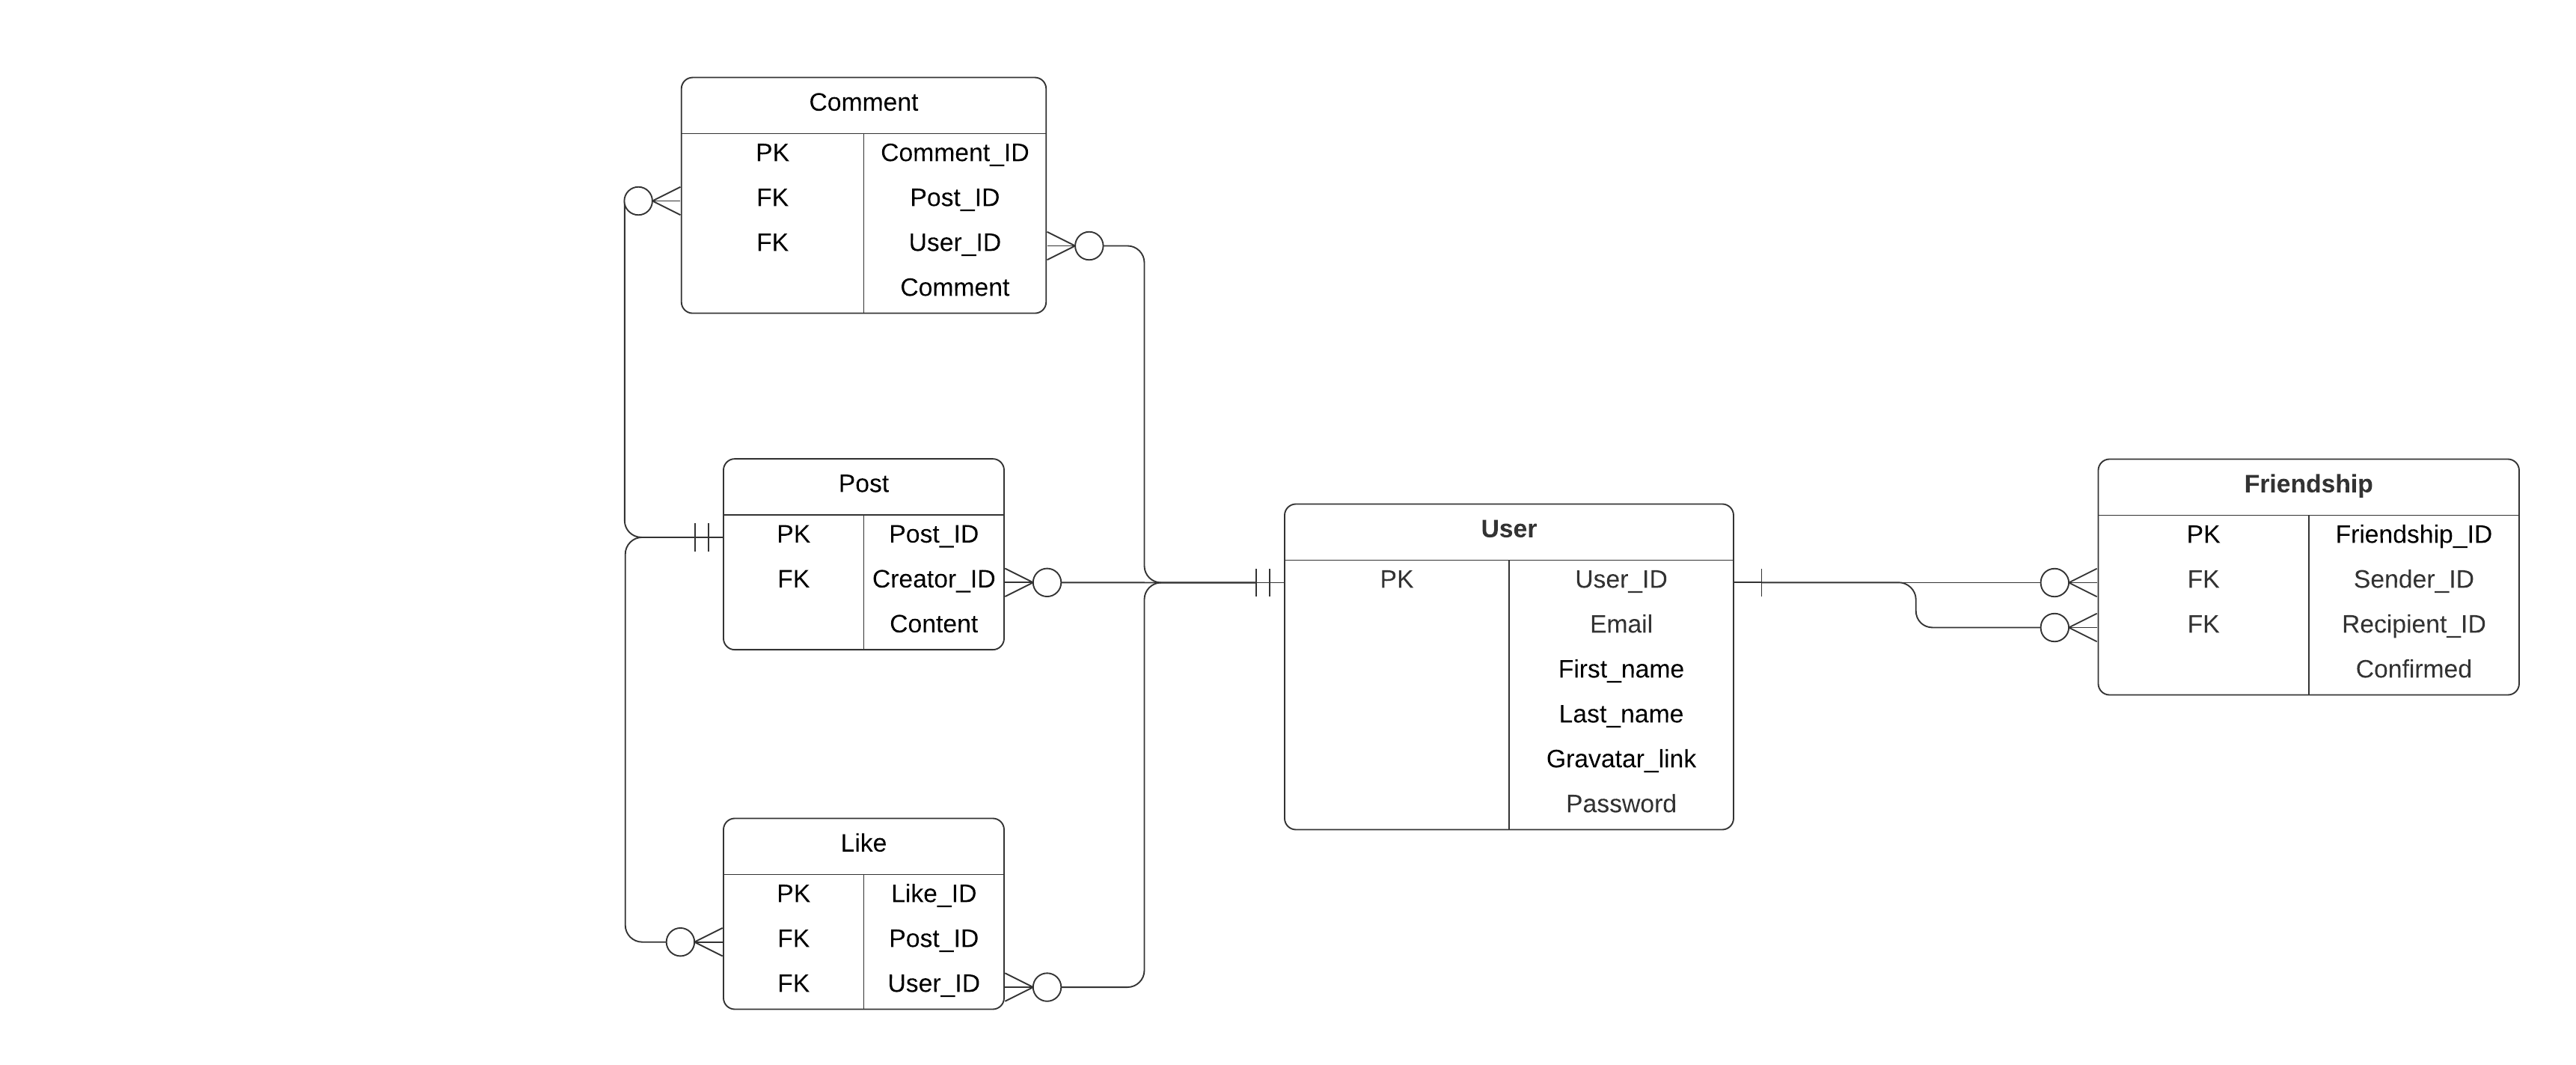 Comment
PK Comment_ID
FK Post_ID
FK User_ID
Comment
Post
PK Post_ID
FK Creator_ID
Content
Like
PK Like_ID
FK Post_ID
FK User_ID
User
PK User_ID
Email
First_name
Last_name
Gravatar_link
Password
Friendship
PK Friendship_ID
FK Sender_ID
FK Recipient_ID
Confirmed